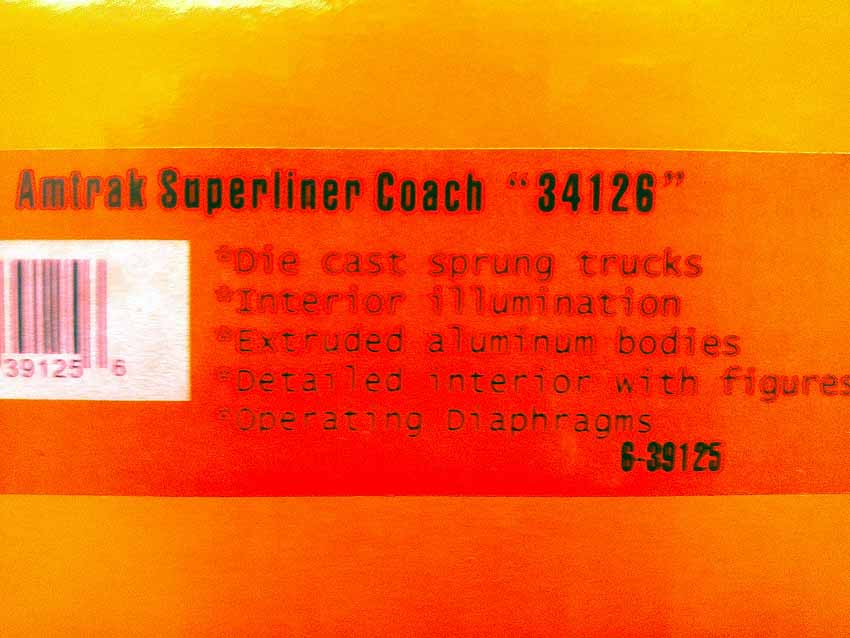 Amtrak Superliner Coach “34126”
*Die cast sprung trucks
*Interior illumination
*Extruded aluminum bodies
*Detailed interior with figures
*Operating Diaphragms
39125 6
6-39125